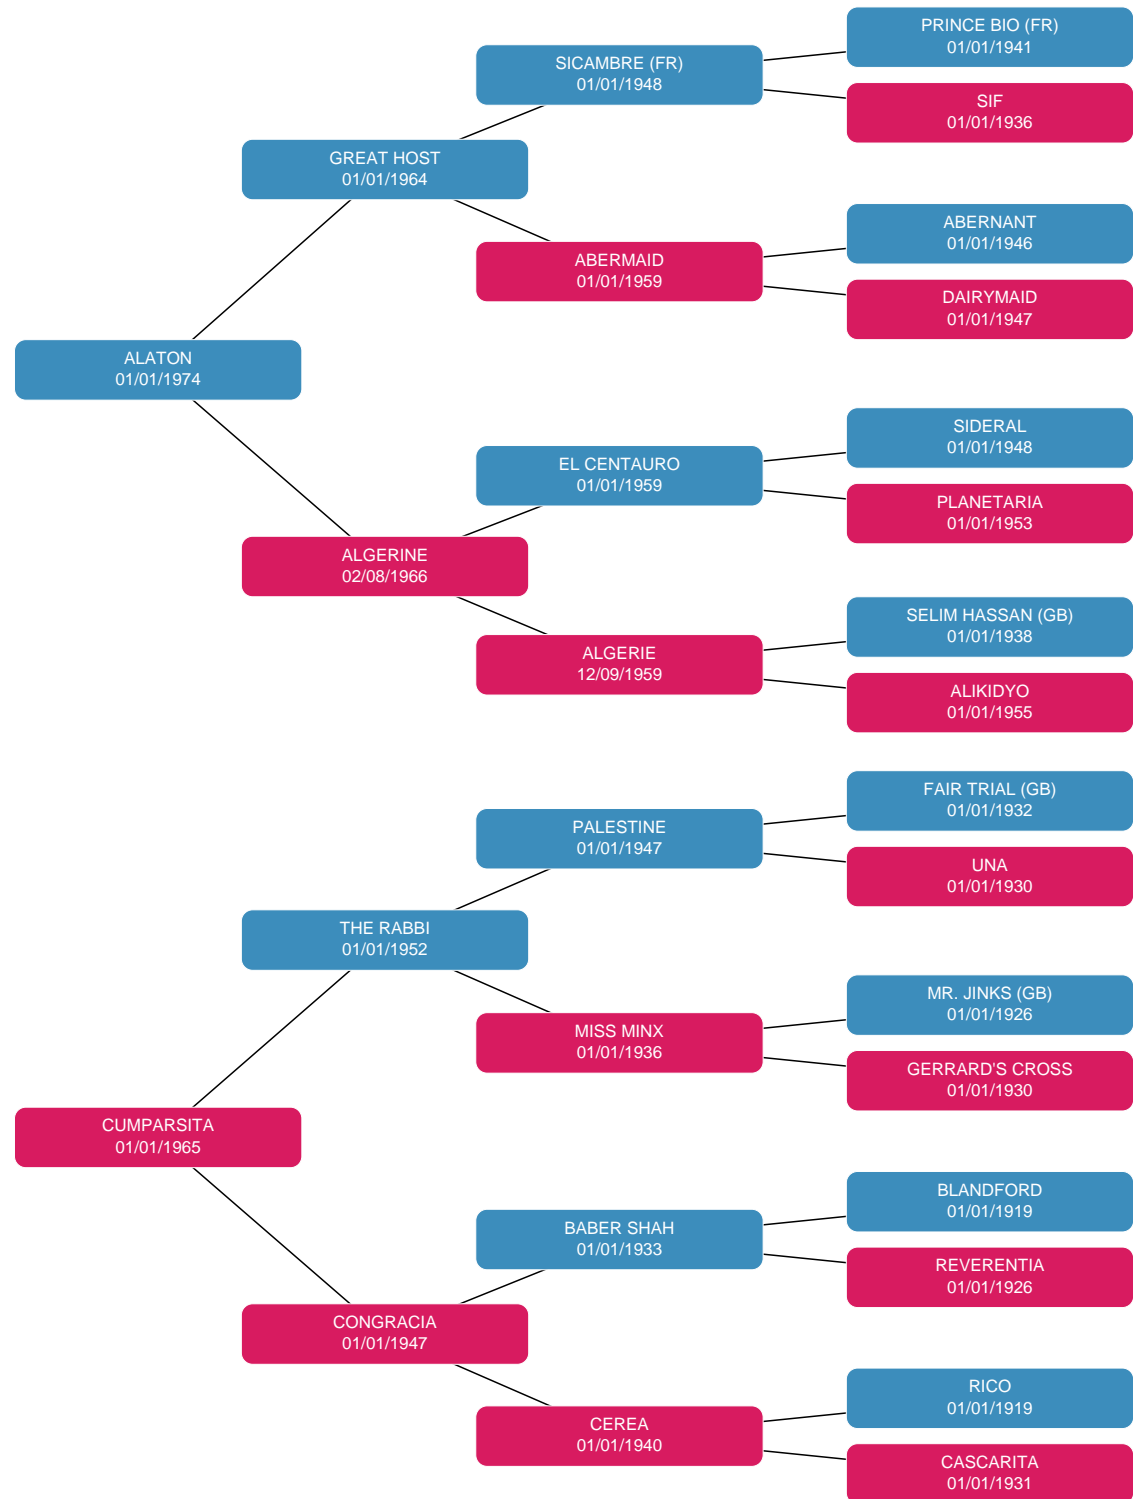 PRINCE BIO (FR)
01/01/1941
SICAMBRE (FR)
01/01/1948
SIF
01/01/1936
GREAT HOST
01/01/1964
ABERNANT
01/01/1946
ABERMAID
01/01/1959
DAIRYMAID
01/01/1947
ALATON
01/01/1974
SIDERAL
01/01/1948
EL CENTAURO
01/01/1959
PLANETARIA
01/01/1953
ALGERINE
02/08/1966
SELIM HASSAN (GB)
01/01/1938
ALGERIE
12/09/1959
ALIKIDYO
01/01/1955
FAIR TRIAL (GB)
01/01/1932
PALESTINE
01/01/1947
UNA
01/01/1930
THE RABBI
01/01/1952
MR. JINKS (GB)
01/01/1926
MISS MINX
01/01/1936
GERRARD'S CROSS
01/01/1930
CUMPARSITA
01/01/1965
BLANDFORD
01/01/1919
BABER SHAH
01/01/1933
REVERENTIA
01/01/1926
CONGRACIA
01/01/1947
RICO
01/01/1919
CEREA
01/01/1940
CASCARITA
01/01/1931